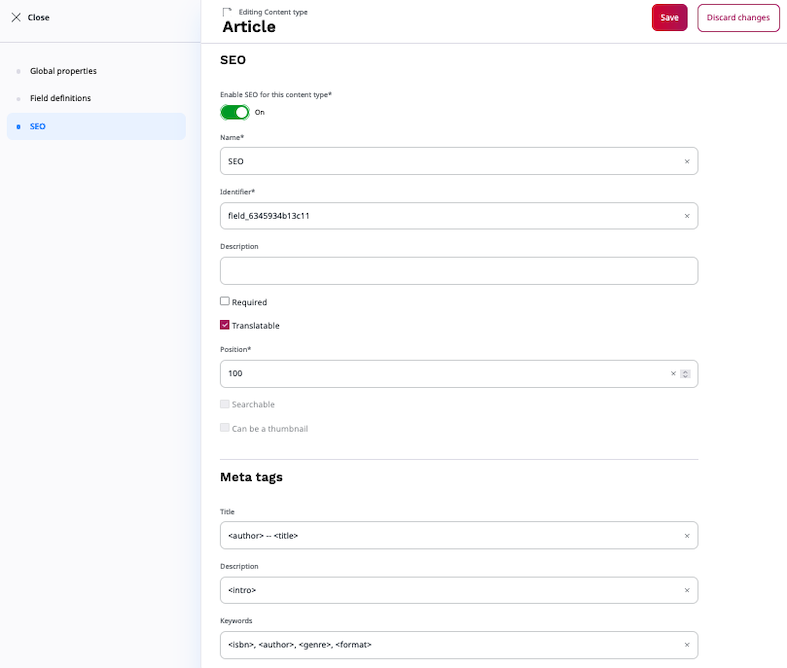 Close
Global properties
Field definitions
SEO
Editing Content type
Article
Save
Discard changes
SEO
Enable SEO for this content type*
On
Name*
SEO
Identifier*
field_6345934b13c11
Description
Required
Translatable
Position*
100
Searchable
Can be a thumbnail
Meta tags
Title
<author> -- <title>
Description
<intro>
Keywords
<isbn>, <author>, <genre>, <format>